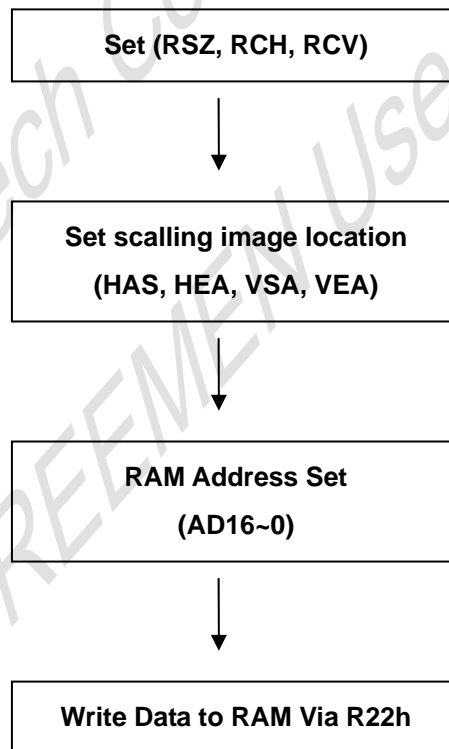 Set (RSZ, RCH, RCV)
Set scalling image location
(HAS, HEA, VSA, VEA)
RAM Address Set
(AD16~0)
Write Data to RAM Via R22h